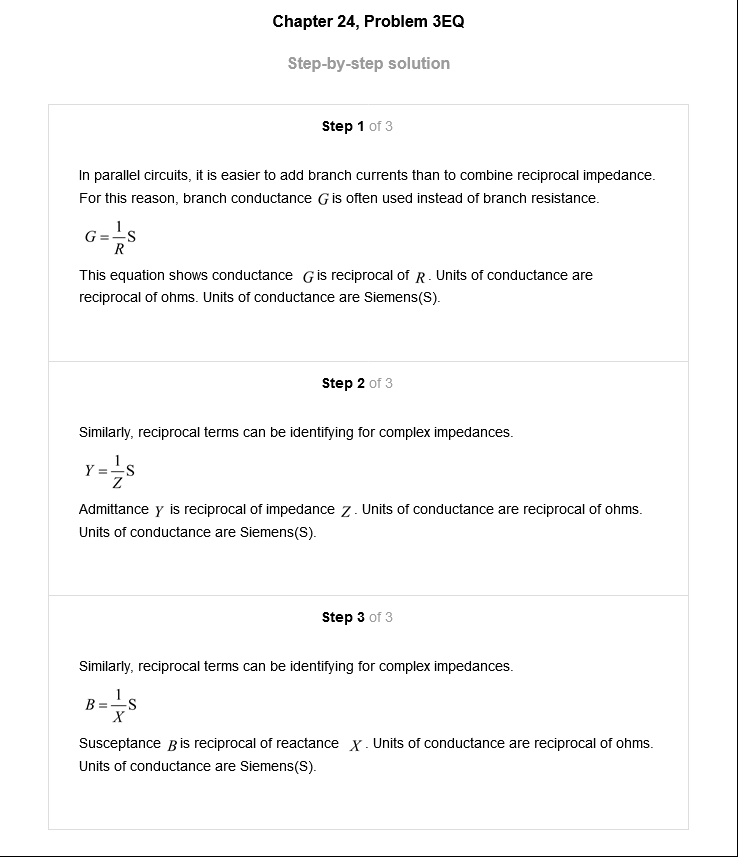 Chapter 24, Problem 3EQ
Step-by-step solution
Step 1 of 3
In parallel circuits, it is easier to add branch currents than to combine reciprocal impedance.
For this reason, branch conductance G is often used instead of branch resistance.
G = 1/R S
This equation shows conductance G is reciprocal of R. Units of conductance are
reciprocal of ohms. Units of conductance are Siemens(S).
Step 2 of 3
Similarly, reciprocal terms can be identifying for complex impedances.
Y = 1/Z S
Admittance Y is reciprocal of impedance Z. Units of conductance are reciprocal of ohms.
Units of conductance are Siemens(S).
Step 3 of 3
Similarly, reciprocal terms can be identifying for complex impedances.
B = 1/X S
Susceptance B is reciprocal of reactance X. Units of conductance are reciprocal of ohms.
Units of conductance are Siemens(S).